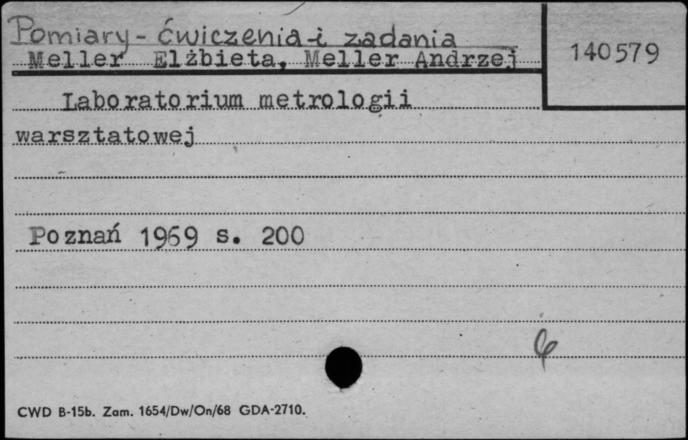 Pomiary - ćwiczenia i zadania
Meller Elżbieta, Meller Andrzej
140579
Laboratorium metrologii
warsztatowej
Poznań 1969 s. 200
CWD B-15b. Zam. 1654/Dw/On/68 GDA-2710.